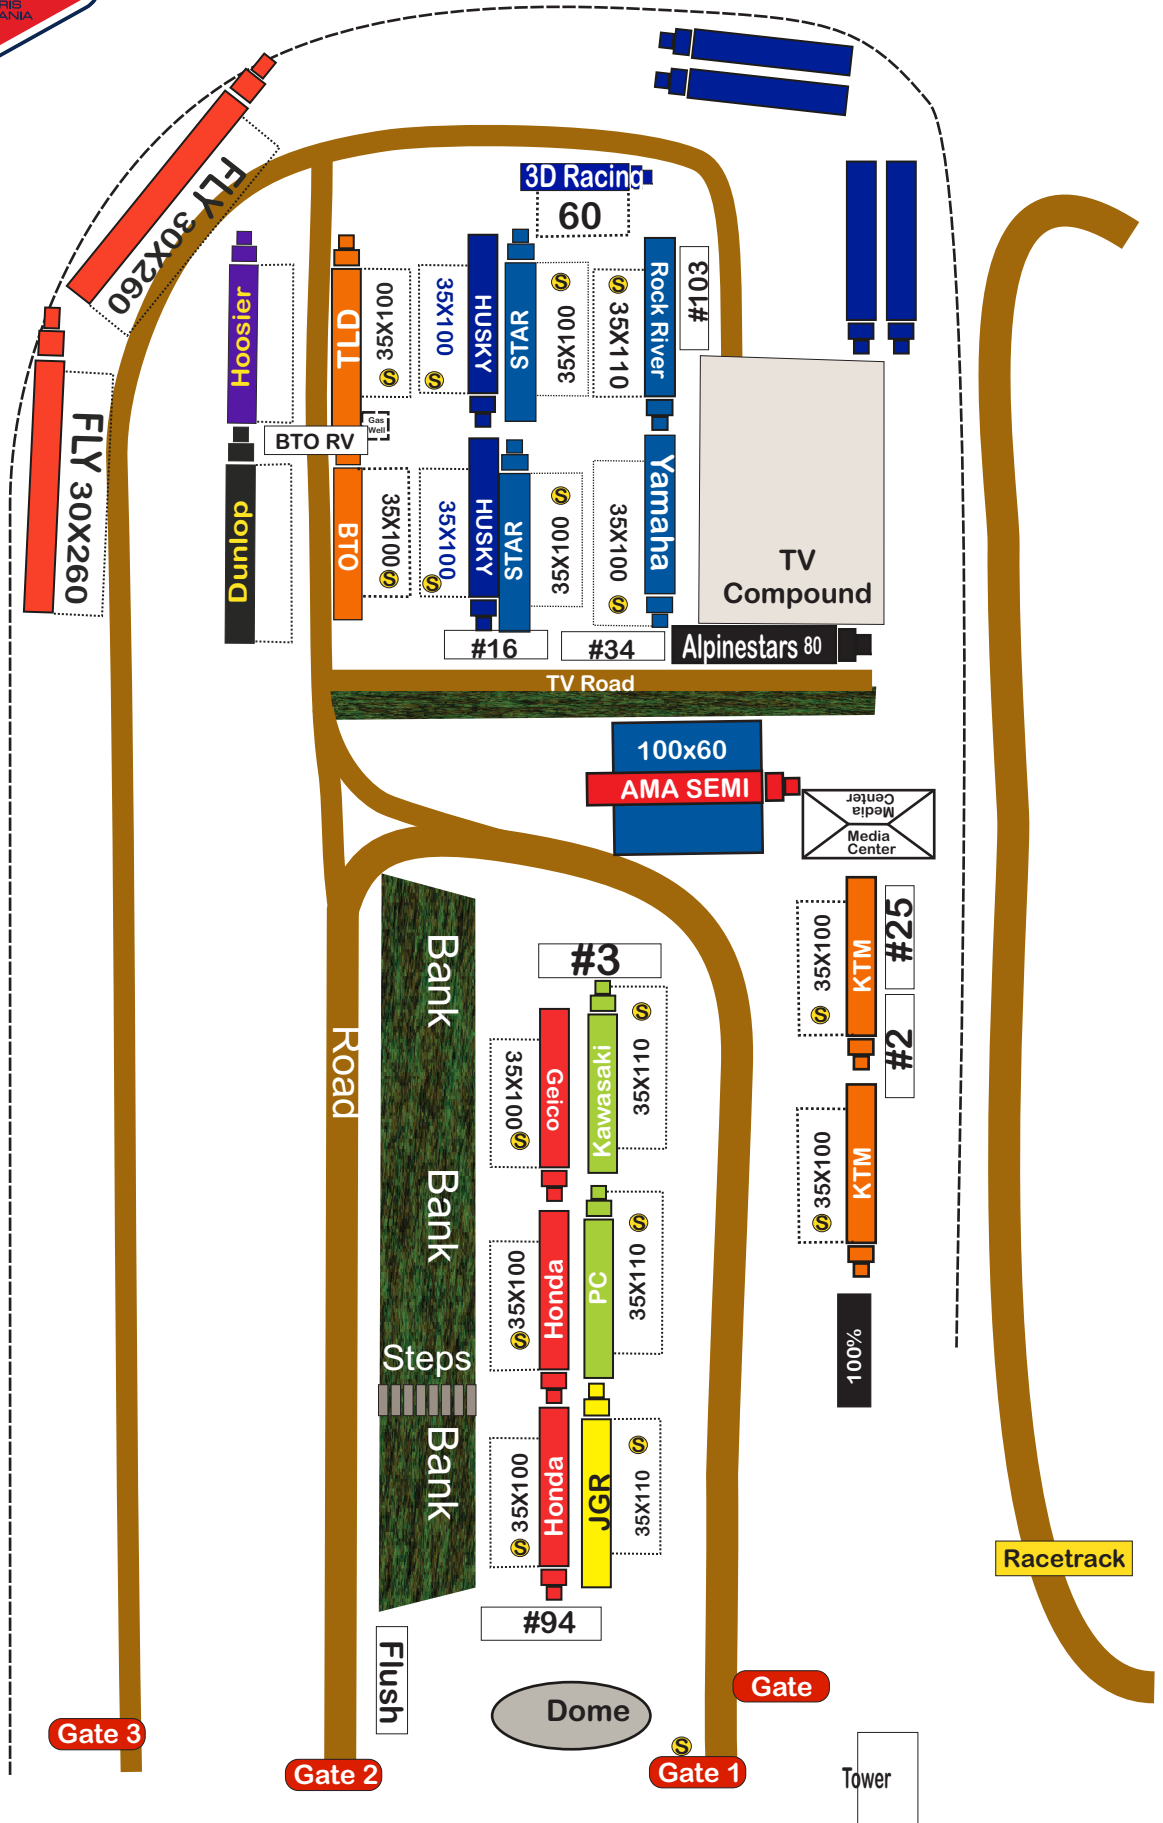 RIS
ANIA
3D Racing
60
FLY 30X260
FLY 30X260
Hoosier
Dunlop
TLD
35X100
S
Gas
Well
BTO RV
BTO
35X100
S
35X100
S
HUSKY
35X100
S
HUSKY
STAR
S
35X100
STAR
S
35X100
S
35X110
Rock River
#103
35X100
S
Yamaha
TV
Compound
#16
#34
Alpinestars 80
TV Road
100x60
AMA SEMI
Media
Center
Media
Center
35X100
S
KTM
#25
#2
35X100
S
KTM
100%
#3
Bank
Bank
Steps
Bank
Road
35X100
S
Geico
Kawasaki
S
35X110
35X100
S
Honda
PC
S
35X110
35X100
S
Honda
JGR
S
35X110
#94
Flush
Dome
Racetrack
Gate
Gate 3
Gate 2
S
Gate 1
Tower